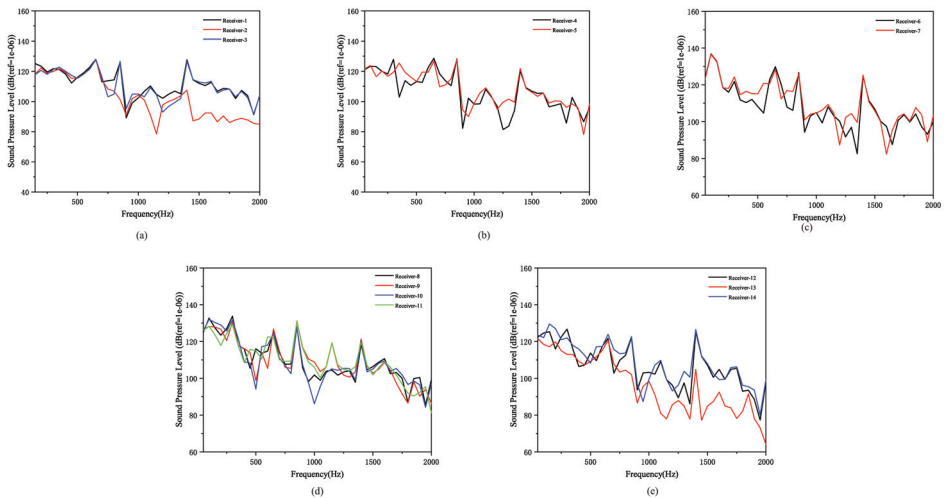 Receiver-1
Receiver-2
Receiver-3
Sound Pressure Level (dB(ref=1e-06))
160
140
120
100
80
60
40
500
1000
1500
2000
Frequency(Hz)
(a)
Receiver-4
Receiver-5
Sound Pressure Level (dB(ref=1e-06))
160
140
120
100
80
60
40
500
1000
1500
2000
Frequency(Hz)
(b)
Receiver-6
Receiver-7
Sound Pressure Level (dB(ref=1e-06))
160
140
120
100
80
60
500
1000
1500
2000
Frequency(Hz)
(c)
Receiver-8
Receiver-9
Receiver-10
Receiver-11
Sound Pressure Level (dB(ref=1e-06))
160
140
120
100
80
60
500
1000
1500
2000
Frequency(Hz)
(d)
Receiver-12
Receiver-13
Receiver-14
Sound Pressure Level (dB(ref=1e-06))
160
140
120
100
80
60
500
1000
1500
2000
Frequency(Hz)
(e)